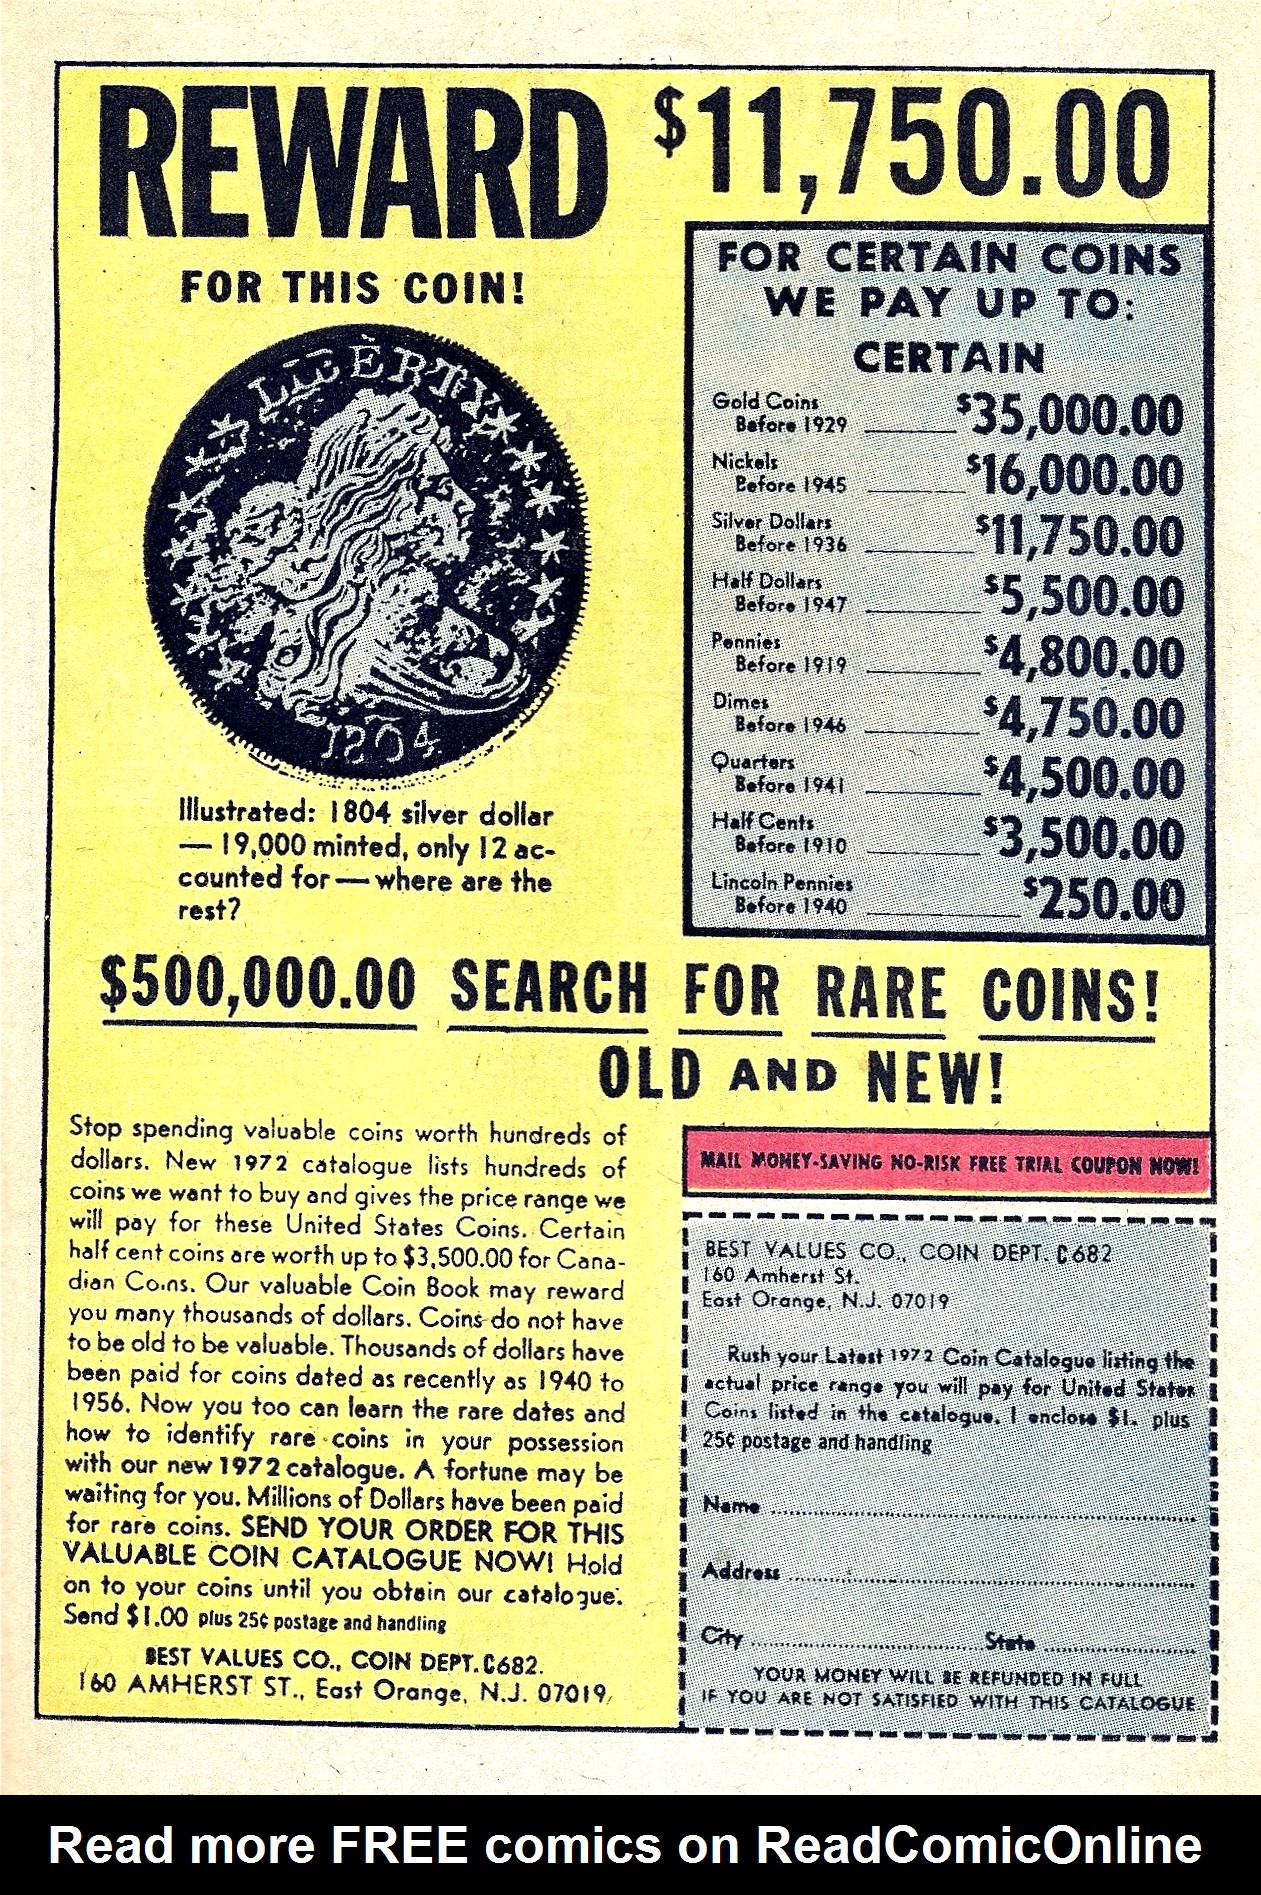 REWARD $11,750.00
FOR THIS COIN!
LIBERTY
1804
Illustrated: 1804 silver dollar
— 19,000 minted, only 12 ac-
counted for — where are the
rest?
FOR CERTAIN COINS
WE PAY UP TO:
CERTAIN
Gold Coins
Before 1929 $35,000.00
Nickels
Before 1945 $16,000.00
Silver Dollars
Before 1936 $11,750.00
Half Dollars
Before 1947 $5,500.00
Pennies
Before 1919 $4,800.00
Dimes
Before 1946 $4,750.00
Quarters
Before 1941 $4,500.00
Half Cents
Before 1910 $3,500.00
Lincoln Pennies
Before 1940 $250.00
$500,000.00 SEARCH FOR RARE COINS!
OLD AND NEW!
Stop spending valuable coins worth hundreds of
dollars. New 1972 catalogue lists hundreds of
coins we want to buy and gives the price range we
will pay for these United States Coins. Certain
half cent coins are worth up to $3,500.00 for Cana-
dian Coins. Our valuable Coin Book may reward
you many thousands of dollars. Coins do not have
to be old to be valuable. Thousands of dollars have
been paid for coins dated as recently as 1940 to
1956. Now you too can learn the rare dates and
how to identify rare coins in your possession
with our new 1972 catalogue. A fortune may be
waiting for you. Millions of Dollars have been paid
for rare coins. SEND YOUR ORDER FOR THIS
VALUABLE COIN CATALOGUE NOW! Hold
on to your coins until you obtain our catalogue.
Send $1.00 plus 25¢ postage and handling
BEST VALUES CO., COIN DEPT. C682.
160 AMHERST ST., East Orange, N.J. 07019
MAIL MONEY-SAVING NO-RISK FREE TRIAL COUPON NOW!
BEST VALUES CO., COIN DEPT. C682
160 Amherst St.
East Orange, N.J. 07019
Rush your Latest 1972 Coin Catalogue listing the
actual price range you will pay for United States
Coins listed in the catalogue. I enclose $1. plus
25¢ postage and handling
Name
Address
City State
YOUR MONEY WILL BE REFUNDED IN FULL
IF YOU ARE NOT SATISFIED WITH THIS CATALOGUE
Read more FREE comics on ReadComicOnline